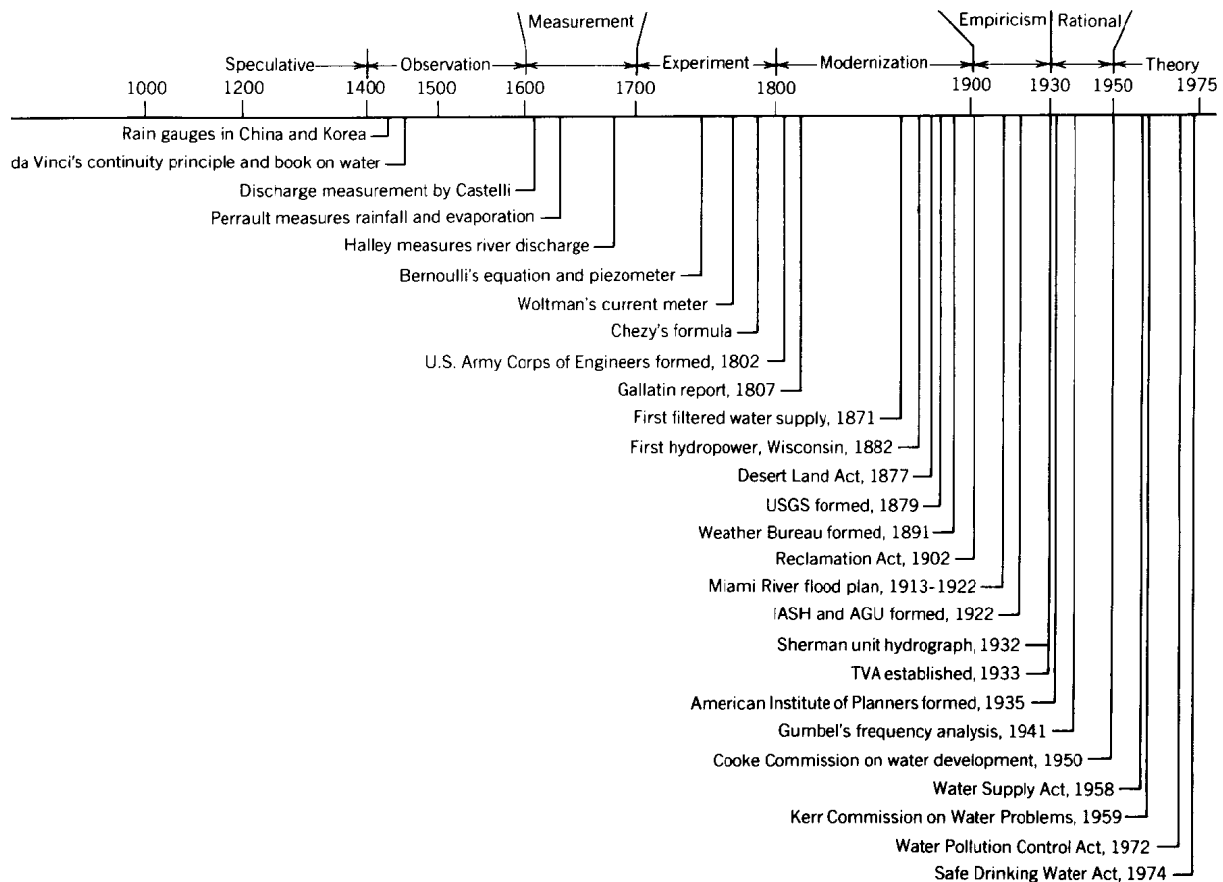 Measurement
Empiricism Rational
Speculative Observation Experiment Modernization Theory
1000 1200 1400 1500 1600 1700 1800 1900 1930 1950 1975
Rain gauges in China and Korea
da Vinci's continuity principle and book on water
Discharge measurement by Castelli
Perrault measures rainfall and evaporation
Halley measures river discharge
Bernoulli's equation and piezometer
Woltman's current meter
Chezy's formula
U.S. Army Corps of Engineers formed, 1802
Gallatin report, 1807
First filtered water supply, 1871
First hydropower, Wisconsin, 1882
Desert Land Act, 1877
USGS formed, 1879
Weather Bureau formed, 1891
Reclamation Act, 1902
Miami River flood plan, 1913-1922
IASH and AGU formed, 1922
Sherman unit hydrograph, 1932
TVA established, 1933
American Institute of Planners formed, 1935
Gumbel's frequency analysis, 1941
Cooke Commission on water development, 1950
Water Supply Act, 1958
Kerr Commission on Water Problems, 1959
Water Pollution Control Act, 1972
Safe Drinking Water Act, 1974